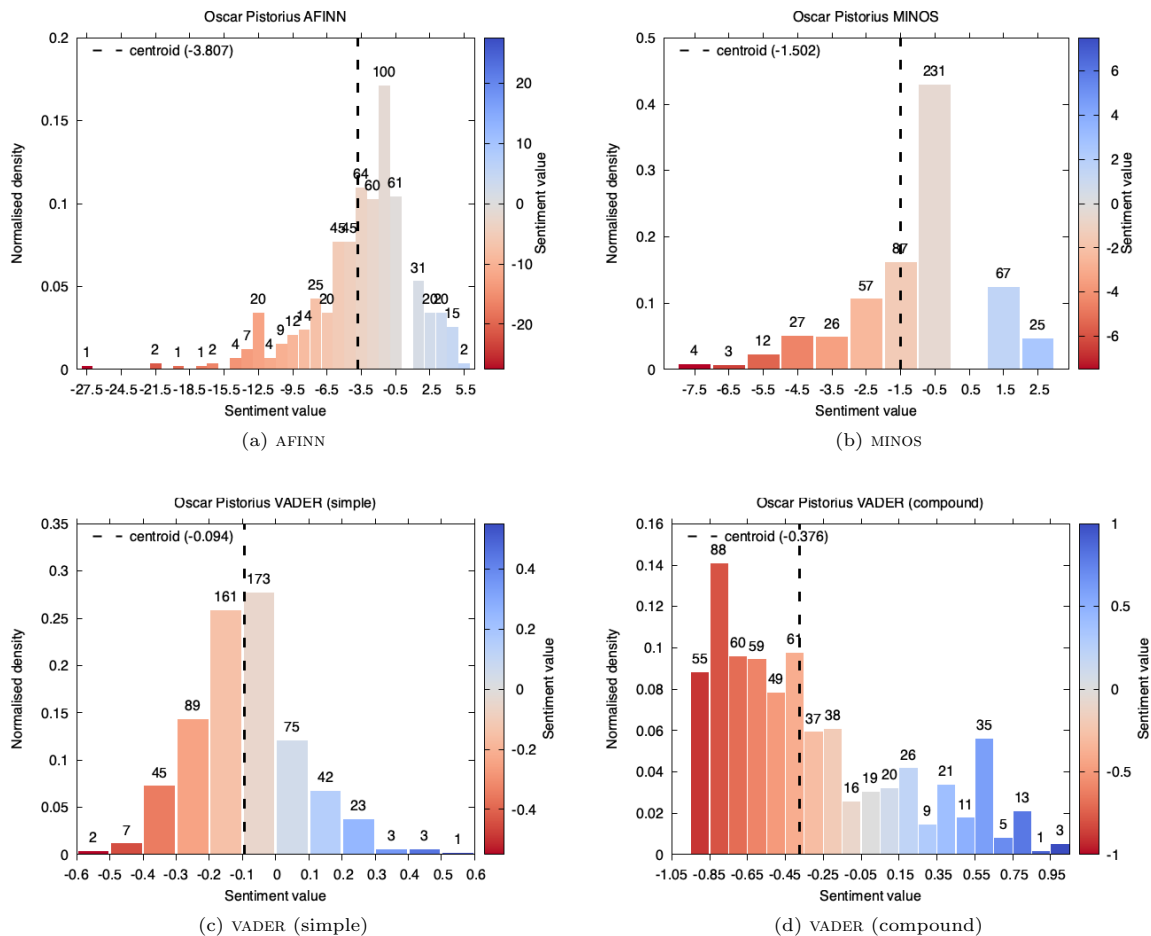 Oscar Pistorius AFINN
centroid (-3.807)
Normalised density
0.2
0.15
0.1
0.05
0
1 2 1 1 2 4 7 20 4 9 12 14 25 20 45 45 64 60 100 61 31 20 20 15 2
-27.5 -24.5 -21.5 -18.5 -15.5 -12.5 -9.5 -6.5 -3.5 -0.5 2.5 5.5
Sentiment value
20
10
0
-10
-20
Sentiment value
(a) AFINN
Oscar Pistorius MINOS
centroid (-1.502)
Normalised density
0.5
0.4
0.3
0.2
0.1
0
4 3 12 27 26 57 87 231 67 25
-7.5 -6.5 -5.5 -4.5 -3.5 -2.5 -1.5 -0.5 0.5 1.5 2.5
Sentiment value
6
4
2
0
-2
-4
-6
Sentiment value
(b) MINOS
Oscar Pistorius VADER (simple)
centroid (-0.094)
Normalised density
0.35
0.3
0.25
0.2
0.15
0.1
0.05
0
2 7 45 89 161 173 75 42 23 3 3 1
-0.6 -0.5 -0.4 -0.3 -0.2 -0.1 0 0.1 0.2 0.3 0.4 0.5 0.6
Sentiment value
0.4
0.2
0
-0.2
-0.4
Sentiment value
(c) VADER (simple)
Oscar Pistorius VADER (compound)
centroid (-0.376)
Normalised density
0.16
0.14
0.12
0.1
0.08
0.06
0.04
0.02
0
55 88 60 59 49 61 37 38 16 19 20 26 9 21 11 35 5 13 1 3
-1.05 -0.85 -0.65 -0.45 -0.25 -0.05 0.15 0.35 0.55 0.75 0.95
Sentiment value
1
0.5
0
-0.5
-1
Sentiment value
(d) VADER (compound)